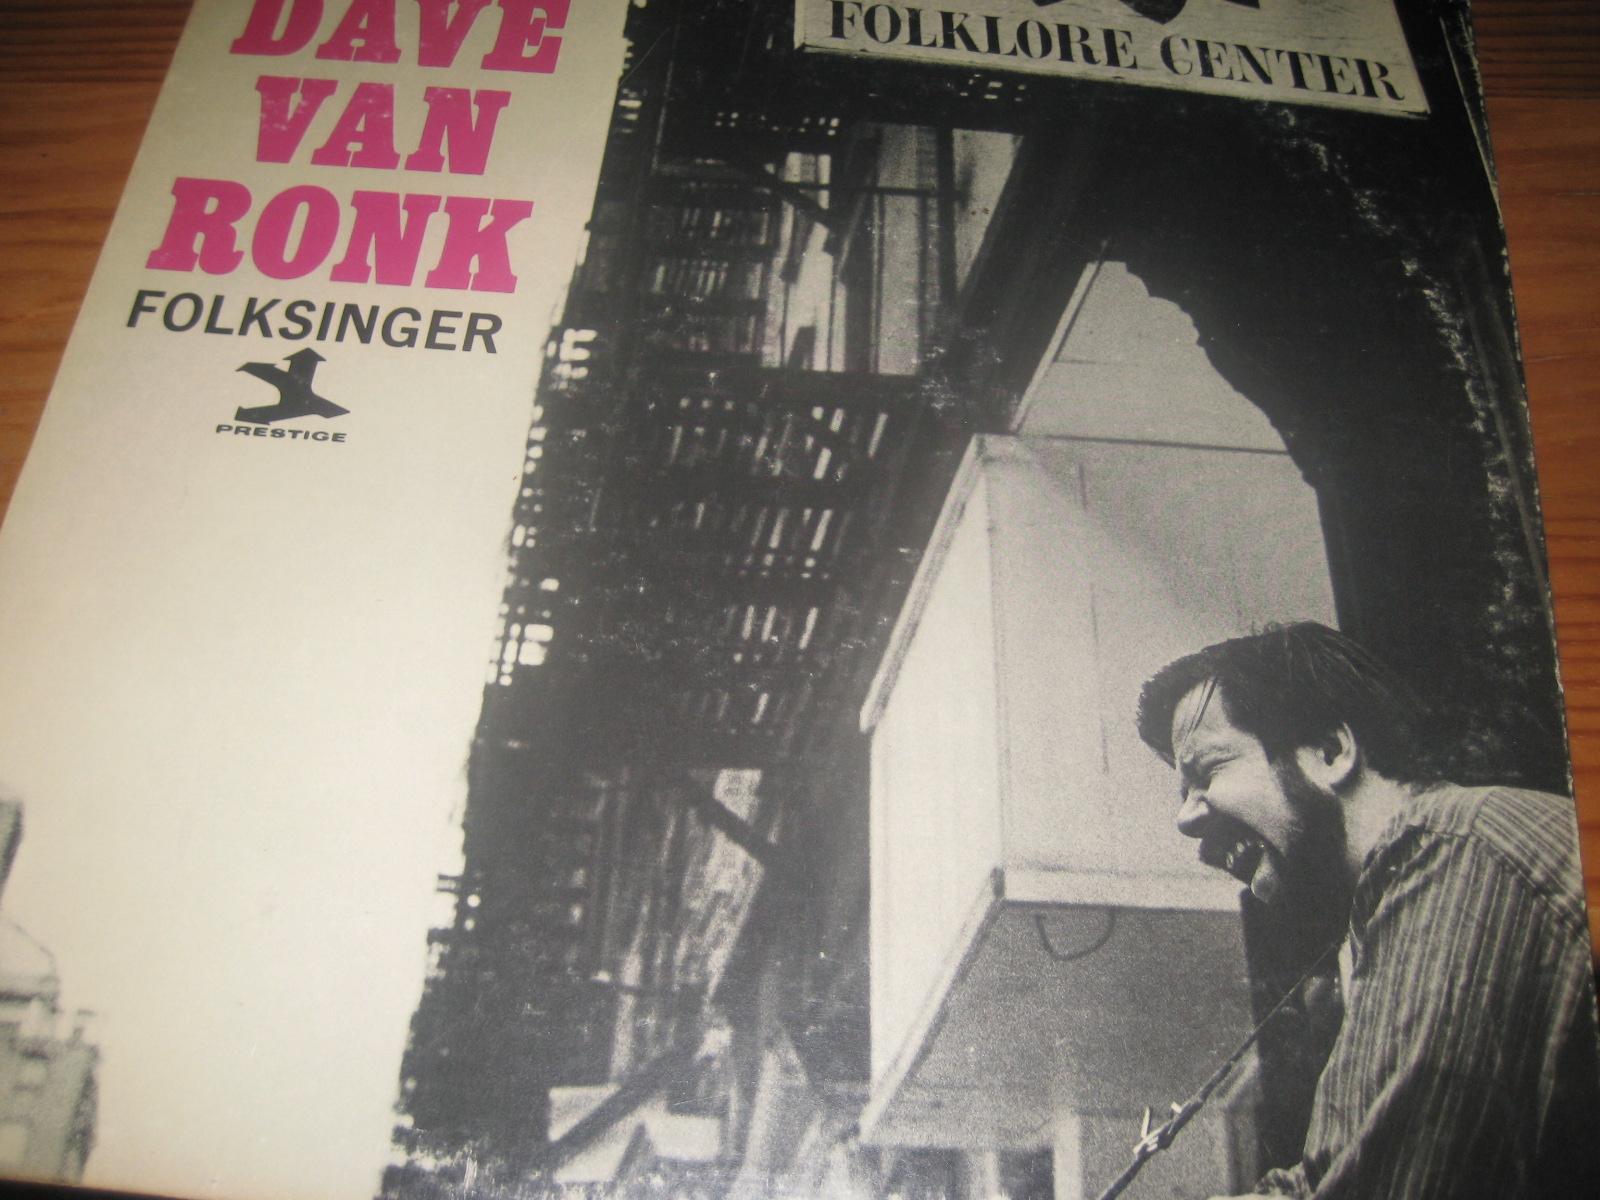 DAVE
VAN
RONK
FOLKSINGER
PRESTIGE
FOLKLORE CENTER